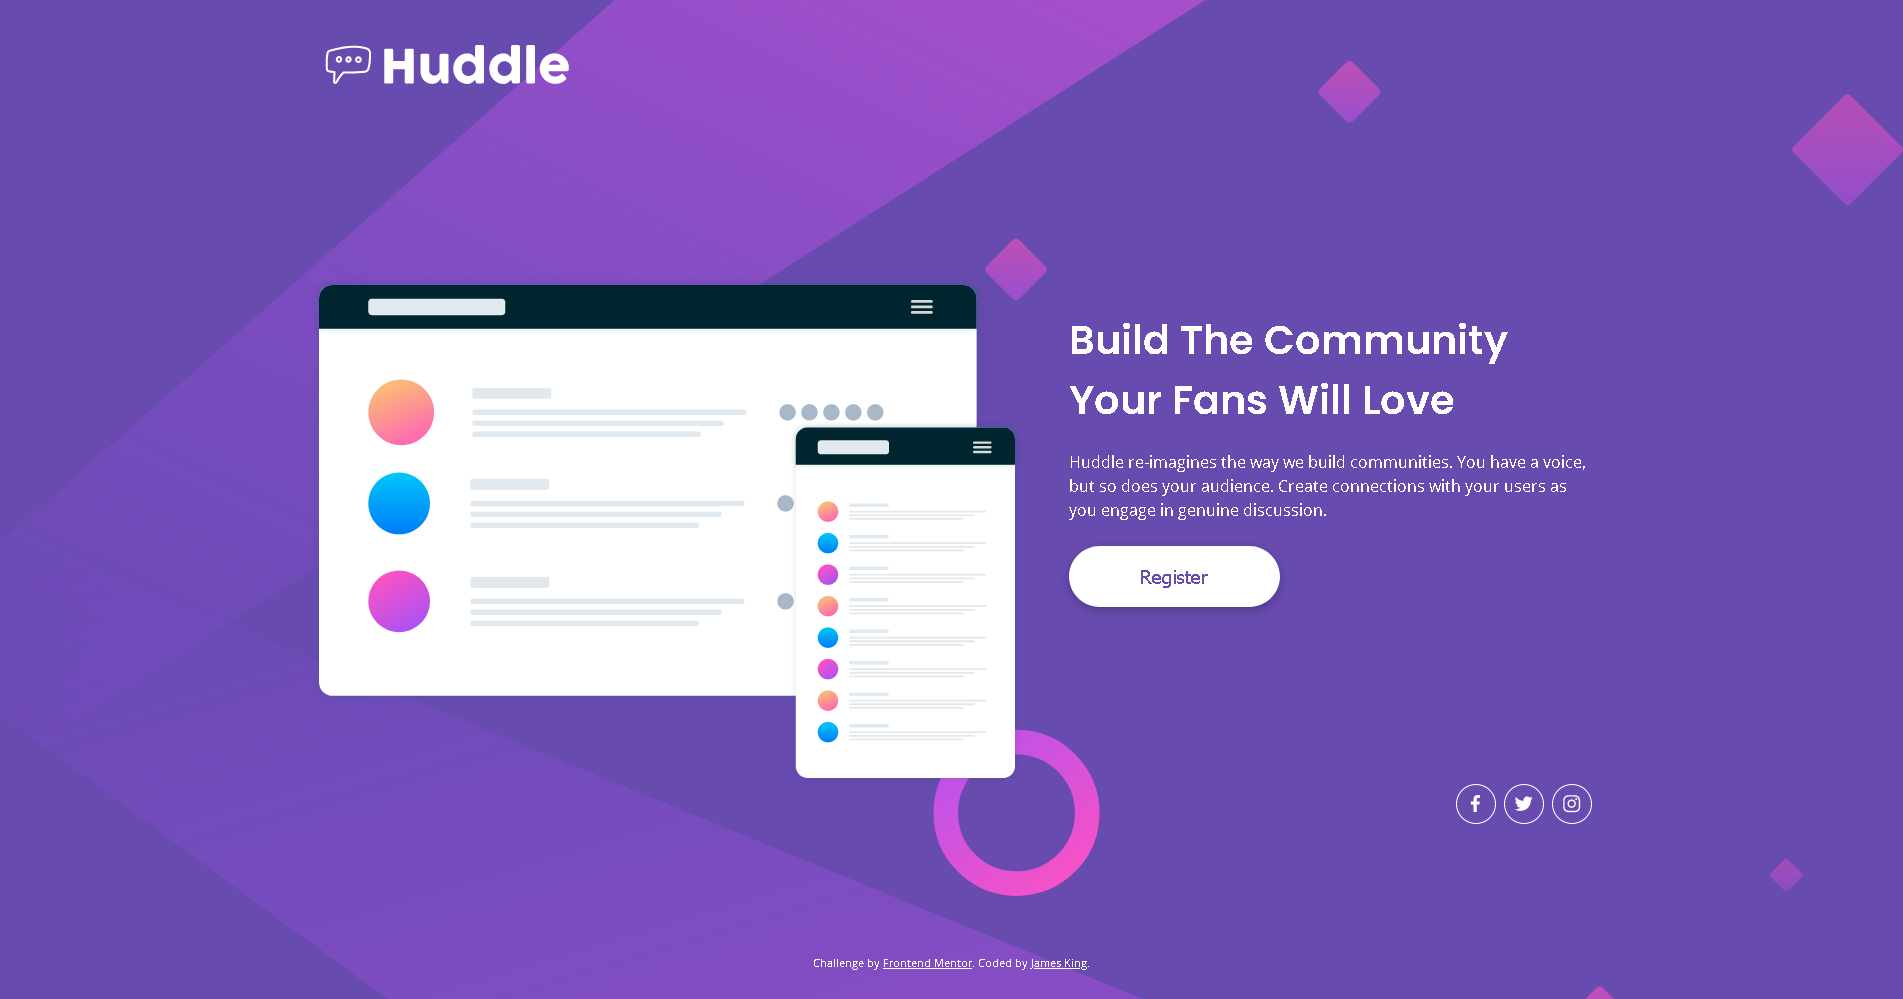 Huddle
Build The Community
Your Fans Will Love
Huddle re-imagines the way we build communities. You have a voice,
but so does your audience. Create connections with your users as
you engage in genuine discussion.
Register
Challenge by Frontend Mentor. Coded by James King.